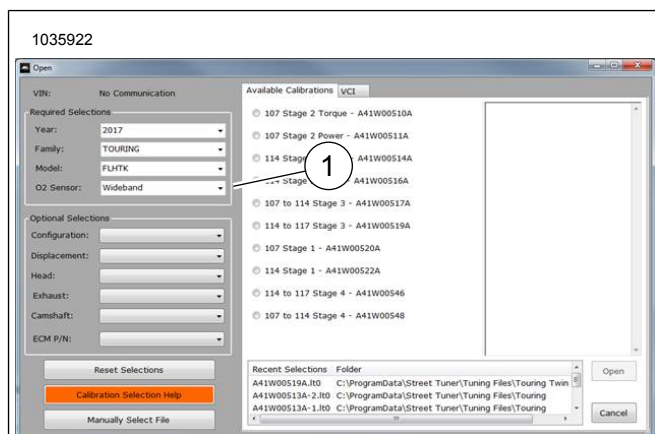 1035922
Open
VIN: No Communication
Required Selections
Year: 2017
Family: TOURING
Model: FLHTK
O2 Sensor: Wideband
Optional Selections
Configuration:
Displacement:
Head:
Exhaust:
Camshaft:
ECM P/N:
Reset Selections
Calibration Selection Help
Manually Select File
Available Calibrations VCI
107 Stage 2 Torque - A41W00510A
107 Stage 2 Power - A41W00511A
114 Stage - A41W00514A
114 Stage A41W00516A
107 to 114 Stage 3 - A41W00517A
114 to 117 Stage 3 - A41W00519A
107 Stage 1 - A41W00520A
114 Stage 1 - A41W00522A
114 to 117 Stage 4 - A41W00546
107 to 114 Stage 4 - A41W00548
1
Recent Selections Folder
A41W00519A.lt0 C:\ProgramData\Street Tuner\Tuning Files\Touring Twin
A41W00513A-2.lt0 C:\ProgramData\Street Tuner\Tuning Files\Touring
A41W00513A-1.lt0 C:\ProgramData\Street Tuner\Tuning Files\Touring
Open
Cancel